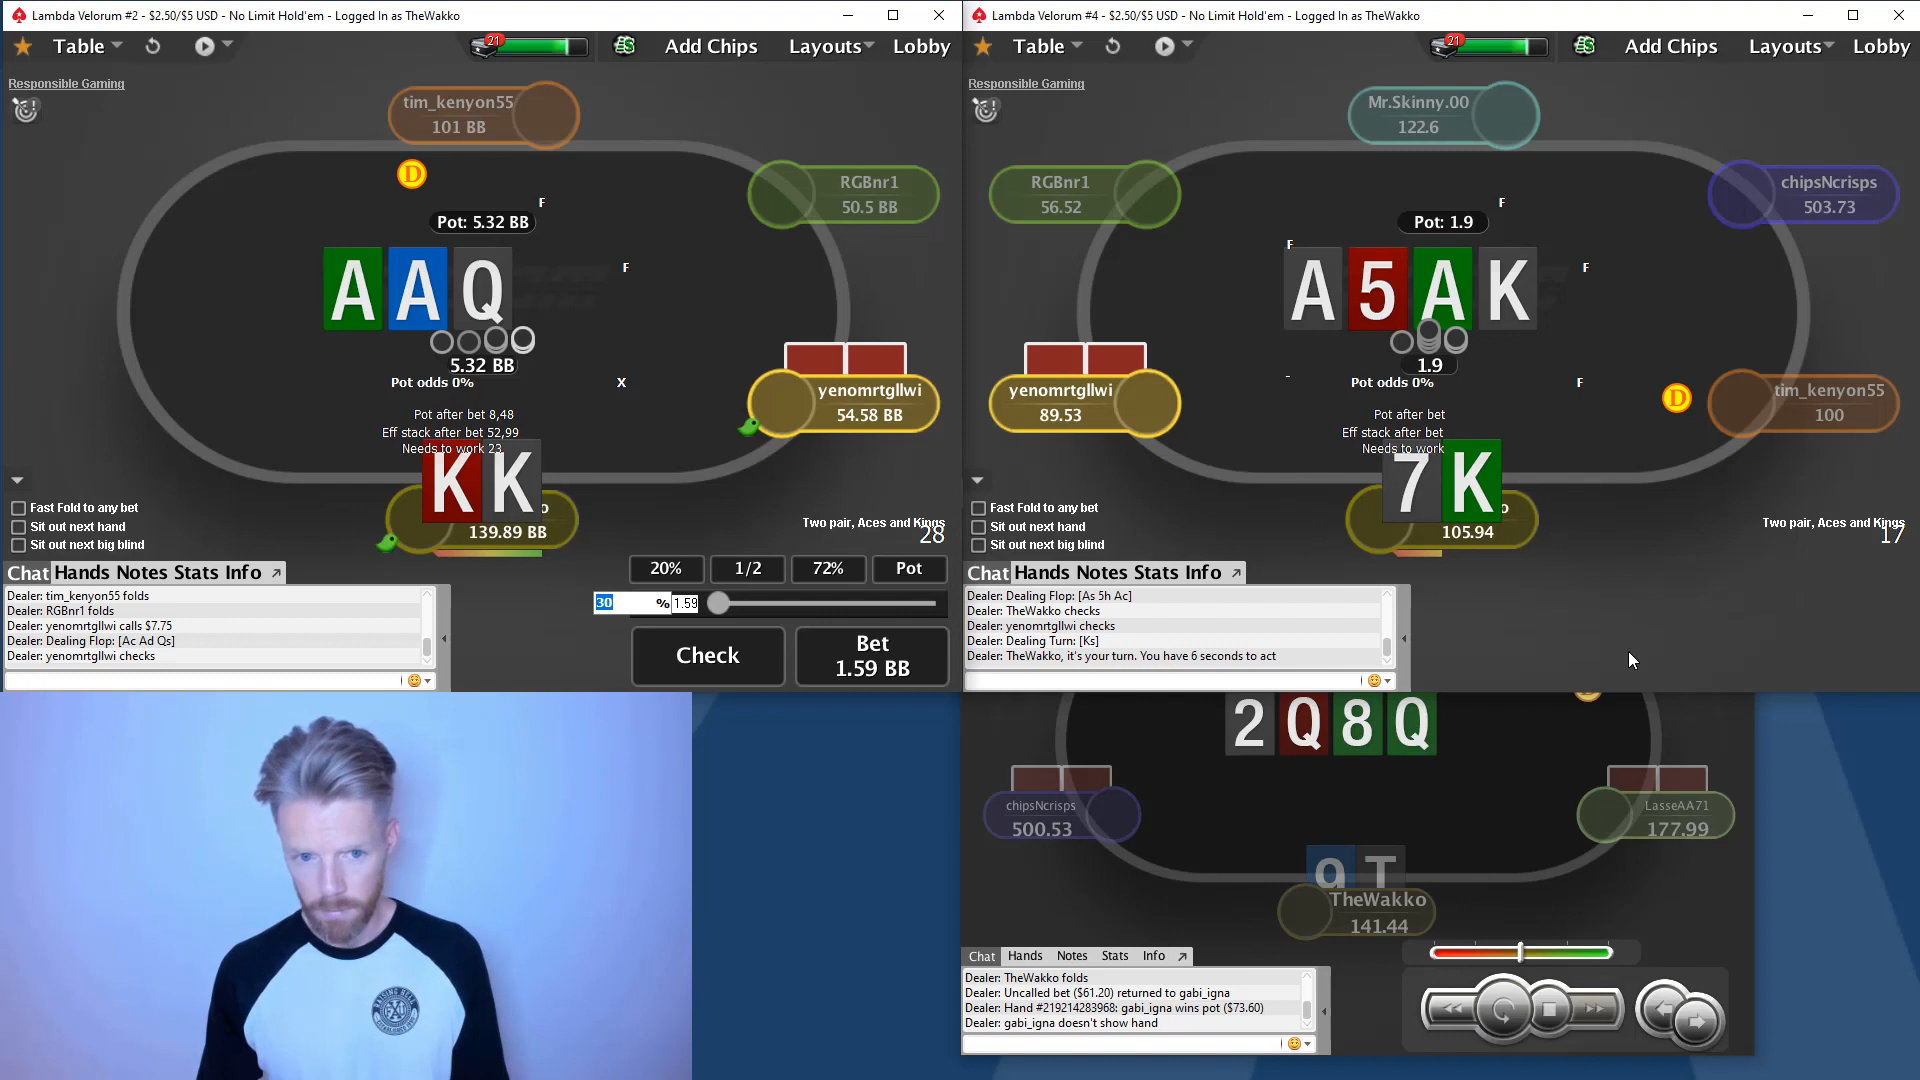 Lambda Velorum #2 - $2.50/$5 USD - No Limit Hold'em - Logged In as TheWakko
Table
21
Add Chips
Layouts
Lobby
Responsible Gaming
tim_kenyon55
101 BB
D
RGBnr1
50.5 BB
F
Pot: 5.32 BB
F
A A Q
5.32 BB
Pot odds 0%
X
yenomrtgllwi
54.58 BB
Pot after bet 8,48
Eff stack after bet 52,99
Needs to work 23
K K
139.89 BB
Fast Fold to any bet
Sit out next hand
Sit out next big blind
Two pair, Aces and Kings
28
Chat Hands Notes Stats Info
20%
1/2
72%
Pot
30 % 1.59
Check
Bet
1.59 BB
Dealer: tim_kenyon55 folds
Dealer: RGBnr1 folds
Dealer: yenomrtgllwi calls $7.75
Dealer: Dealing Flop: [Ac Ad Qs]
Dealer: yenomrtgllwi checks
Lambda Velorum #4 - $2.50/$5 USD - No Limit Hold'em - Logged In as TheWakko
Table
21
Add Chips
Layouts
Lobby
Responsible Gaming
Mr.Skinny.00
122.6
RGBnr1
56.52
chipsNcrisps
503.73
F
Pot: 1.9
F
F
A 5 A K
1.9
Pot odds 0%
-
F
D
tim_kenyon55
100
yenomrtgllwi
89.53
Pot after bet
Eff stack after bet
Needs to work
7 K
105.94
Fast Fold to any bet
Sit out next hand
Sit out next big blind
Two pair, Aces and Kings
17
Chat Hands Notes Stats Info
Dealer: Dealing Flop: [As 5h Ac]
Dealer: TheWakko checks
Dealer: yenomrtgllwi checks
Dealer: Dealing Turn: [Ks]
Dealer: TheWakko, it's your turn. You have 6 seconds to act
2 Q 8 Q
chipsNcrisps
500.53
LasseAA71
177.99
9 T
TheWakko
141.44
Chat Hands Notes Stats Info
Dealer: TheWakko folds
Dealer: Uncalled bet ($61.20) returned to gabi_igna
Dealer: Hand #219214283968: gabi_igna wins pot ($73.60)
Dealer: gabi_igna doesn't show hand